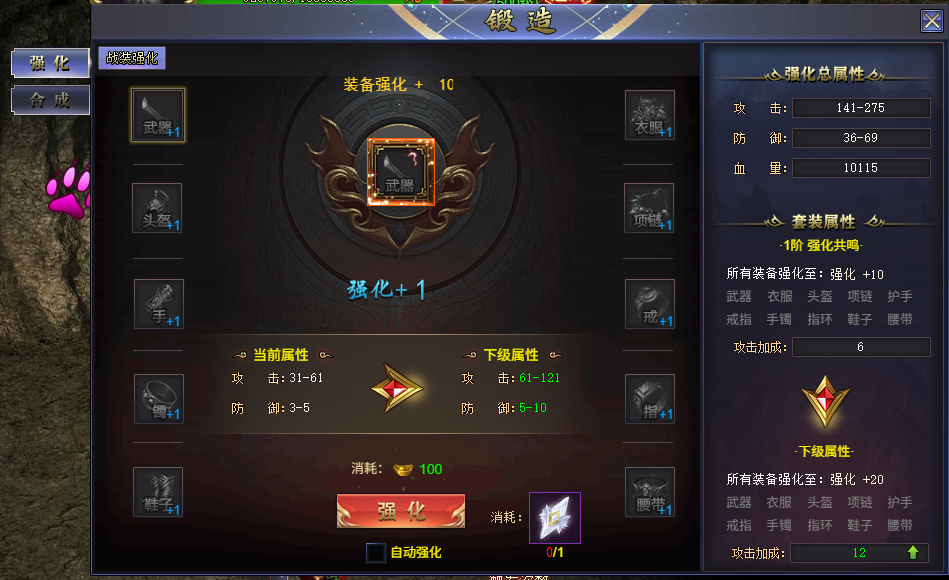 锻造
强化
合成
战装强化
装备强化 + 10
武器+1
衣服+1
武器
头盔+1
项链+1
强化+ 1
手+1
戒+1
当前属性
攻 击:31-61
防 御:3-5
下级属性
攻 击:61-121
防 御:5-10
镯+1
指+1
鞋子+1
腰带+1
消耗: 100
强化
消耗:
0/1
自动强化
强化总属性
攻 击: 141-275
防 御: 36-69
血 量: 10115
套装属性
·1阶 强化共鸣·
所有装备强化至: 强化 +10
武器 衣服 头盔 项链 护手
戒指 手镯 指环 鞋子 腰带
攻击加成: 6
·下级属性·
所有装备强化至: 强化 +20
武器 衣服 头盔 项链 护手
戒指 手镯 指环 鞋子 腰带
攻击加成: 12